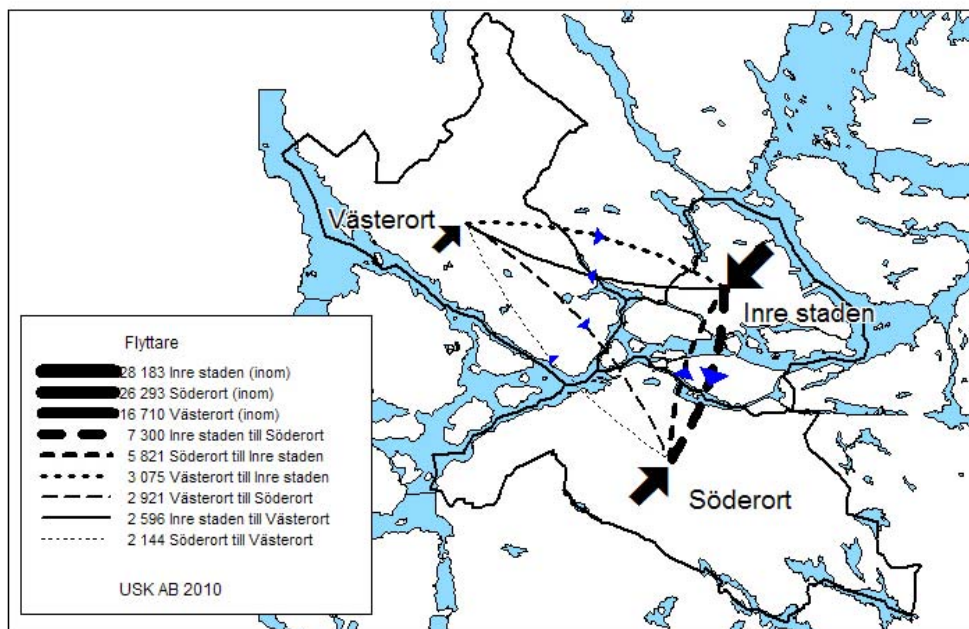 Västerort
Inre staden
Söderort
Flyttare
28 183 Inre staden (inom)
26 293 Söderort (inom)
16 710 Västerort (inom)
7 300 Inre staden till Söderort
5 821 Söderort till Inre staden
3 075 Västerort till Inre staden
2 921 Västerort till Söderort
2 596 Inre staden till Västerort
2 144 Söderort till Västerort
USK AB 2010